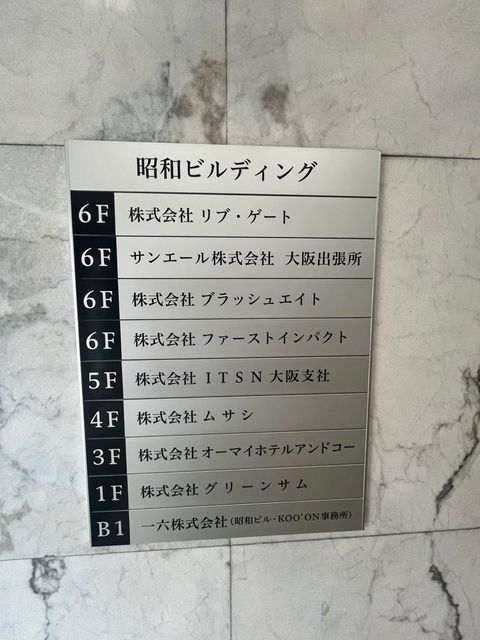 昭和ビルディング
6F 株式会社 リブ・ゲート
6F サンエール株式会社 大阪出張所
6F 株式会社 ブラッシュエイト
6F 株式会社 ファーストインパクト
5F 株式会社 ITSN 大阪支社
4F 株式会社 ムサシ
3F 株式会社 オーマイホテルアンドコー
1F 株式会社 グリーンサム
B1 一六株式会社(昭和ビル・KOO'ON事務所)